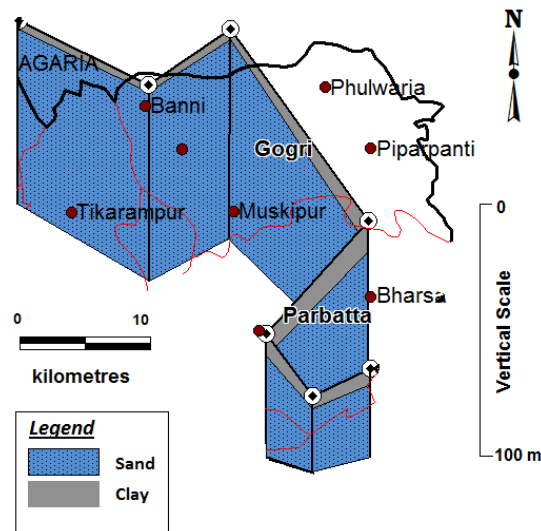 N
AGARIA
Phulwaria
Banni
Gogri
Piparpanti
Tikarampur
Muskipur
0
Bharsa
Parbatta
0 10
kilometres
Vertical Scale
100 m
Legend
Sand
Clay